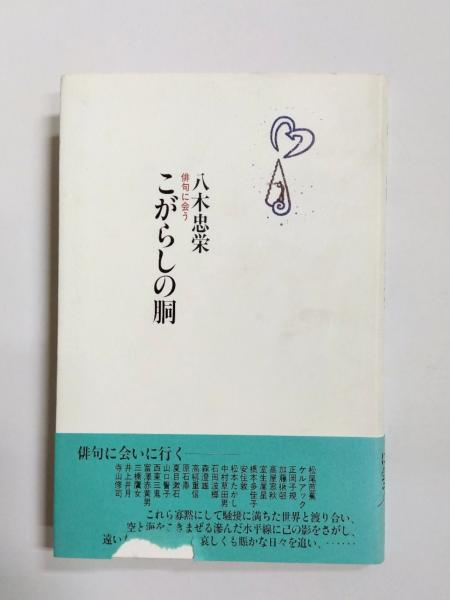 八木忠栄
俳句に会う
こがらしの胴
俳句に会いに行く
松尾芭蕉
ケルアック
正岡子規
加藤楸邨
高屋窓秋
室生犀星
橋本多佳子
安住敦
松本たかし
中村草田男
石田波郷
森澄雄
高柳重信
原石鼎
夏目漱石
山口誓子
西東三鬼
富澤赤黄男
三橋鷹女
井上井月
寺山修司
これら寡黙にして騒擾に満ちた世界と渡り合い、
空と海をこきまぜる滲んだ水平線に己の影をさがし、
遠い
哀しくも賑かな日々を追い、……